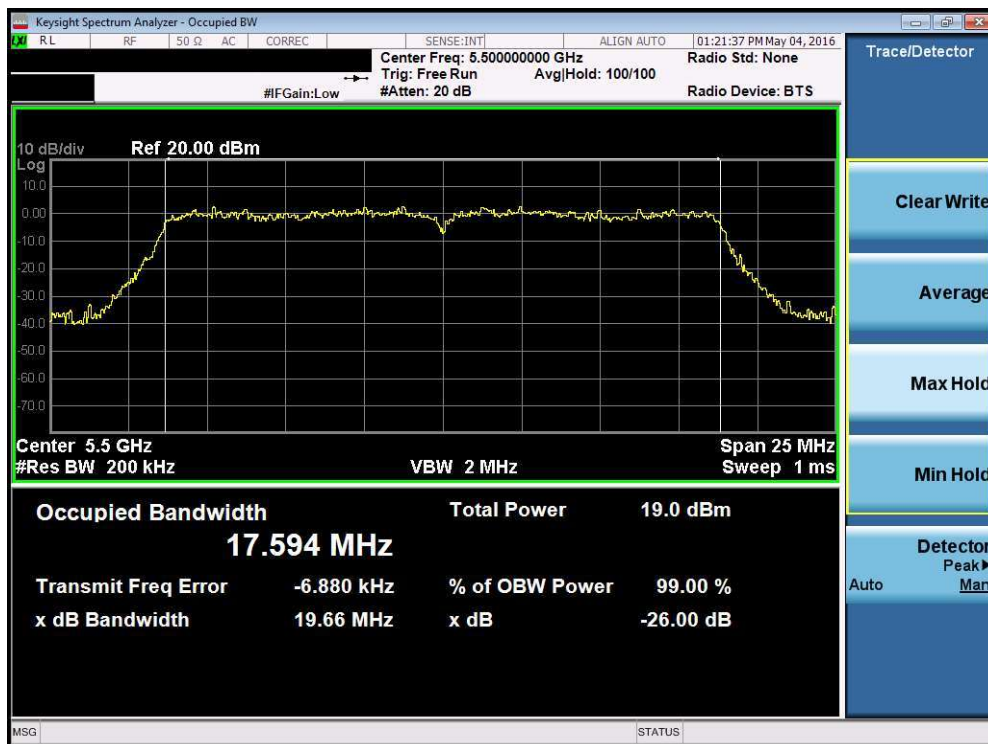 Keysight Spectrum Analyzer - Occupied BW
LXI RL RF 50 Ω AC CORREC SENSE:INT ALIGN AUTO 01:21:37 PM May 04, 2016
Center Freq: 5.500000000 GHz Radio Std: None
Trig: Free Run Avg|Hold: 100/100
#IFGain:Low #Atten: 20 dB Radio Device: BTS
Trace/Detector
10 dB/div Ref 20.00 dBm
Log
10.0
0.00
-10.0
-20.0
-30.0
-40.0
-50.0
-60.0
-70.0
Center 5.5 GHz Span 25 MHz
#Res BW 200 kHz VBW 2 MHz Sweep 1 ms
Occupied Bandwidth Total Power 19.0 dBm
17.594 MHz
Transmit Freq Error -6.880 kHz % of OBW Power 99.00 %
x dB Bandwidth 19.66 MHz x dB -26.00 dB
Clear Write
Average
Max Hold
Min Hold
Detector
Peak▶
Auto Man
MSG STATUS